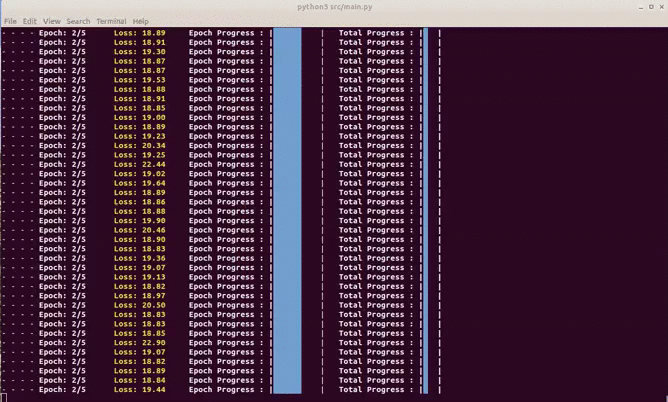 python3 src/main.py
File Edit View Search Terminal Help
- - - - Epoch: 2/5 Loss: 18.89 Epoch Progress : | | Total Progress : | |
- - - - Epoch: 2/5 Loss: 18.91 Epoch Progress : | | Total Progress : | |
- - - - Epoch: 2/5 Loss: 19.30 Epoch Progress : | | Total Progress : | |
- - - - Epoch: 2/5 Loss: 18.87 Epoch Progress : | | Total Progress : | |
- - - - Epoch: 2/5 Loss: 18.87 Epoch Progress : | | Total Progress : | |
- - - - Epoch: 2/5 Loss: 19.53 Epoch Progress : | | Total Progress : | |
- - - - Epoch: 2/5 Loss: 18.88 Epoch Progress : | | Total Progress : | |
- - - - Epoch: 2/5 Loss: 18.91 Epoch Progress : | | Total Progress : | |
- - - - Epoch: 2/5 Loss: 18.85 Epoch Progress : | | Total Progress : | |
- - - - Epoch: 2/5 Loss: 19.00 Epoch Progress : | | Total Progress : | |
- - - - Epoch: 2/5 Loss: 18.89 Epoch Progress : | | Total Progress : | |
- - - - Epoch: 2/5 Loss: 19.23 Epoch Progress : | | Total Progress : | |
- - - - Epoch: 2/5 Loss: 20.34 Epoch Progress : | | Total Progress : | |
- - - - Epoch: 2/5 Loss: 19.25 Epoch Progress : | | Total Progress : | |
- - - - Epoch: 2/5 Loss: 22.44 Epoch Progress : | | Total Progress : | |
- - - - Epoch: 2/5 Loss: 19.02 Epoch Progress : | | Total Progress : | |
- - - - Epoch: 2/5 Loss: 19.64 Epoch Progress : | | Total Progress : | |
- - - - Epoch: 2/5 Loss: 18.89 Epoch Progress : | | Total Progress : | |
- - - - Epoch: 2/5 Loss: 18.86 Epoch Progress : | | Total Progress : | |
- - - - Epoch: 2/5 Loss: 18.88 Epoch Progress : | | Total Progress : | |
- - - - Epoch: 2/5 Loss: 19.90 Epoch Progress : | | Total Progress : | |
- - - - Epoch: 2/5 Loss: 20.46 Epoch Progress : | | Total Progress : | |
- - - - Epoch: 2/5 Loss: 18.90 Epoch Progress : | | Total Progress : | |
- - - - Epoch: 2/5 Loss: 18.83 Epoch Progress : | | Total Progress : | |
- - - - Epoch: 2/5 Loss: 19.36 Epoch Progress : | | Total Progress : | |
- - - - Epoch: 2/5 Loss: 19.07 Epoch Progress : | | Total Progress : | |
- - - - Epoch: 2/5 Loss: 19.13 Epoch Progress : | | Total Progress : | |
- - - - Epoch: 2/5 Loss: 18.82 Epoch Progress : | | Total Progress : | |
- - - - Epoch: 2/5 Loss: 18.97 Epoch Progress : | | Total Progress : | |
- - - - Epoch: 2/5 Loss: 20.50 Epoch Progress : | | Total Progress : | |
- - - - Epoch: 2/5 Loss: 18.83 Epoch Progress : | | Total Progress : | |
- - - - Epoch: 2/5 Loss: 18.83 Epoch Progress : | | Total Progress : | |
- - - - Epoch: 2/5 Loss: 18.85 Epoch Progress : | | Total Progress : | |
- - - - Epoch: 2/5 Loss: 22.90 Epoch Progress : | | Total Progress : | |
- - - - Epoch: 2/5 Loss: 19.07 Epoch Progress : | | Total Progress : | |
- - - - Epoch: 2/5 Loss: 18.82 Epoch Progress : | | Total Progress : | |
- - - - Epoch: 2/5 Loss: 18.89 Epoch Progress : | | Total Progress : | |
- - - - Epoch: 2/5 Loss: 18.84 Epoch Progress : | | Total Progress : | |
- - - - Epoch: 2/5 Loss: 19.44 Epoch Progress : | | Total Progress : | |